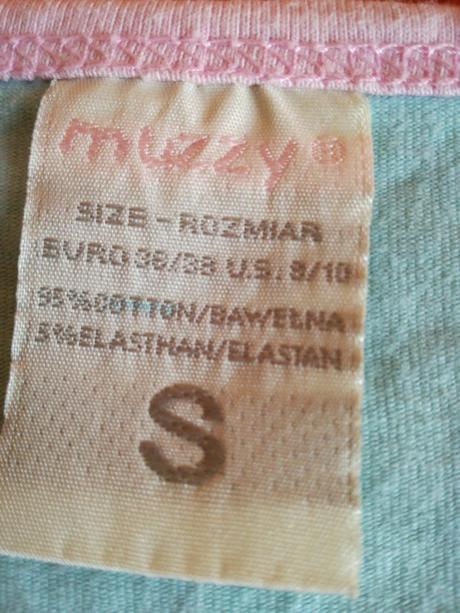 muzzy®
SIZE - ROZMIAR
EURO 36/38 U.S. 8/10
95%COTTON/BAWEŁNA
5%ELASTHAN/ELASTAN
S